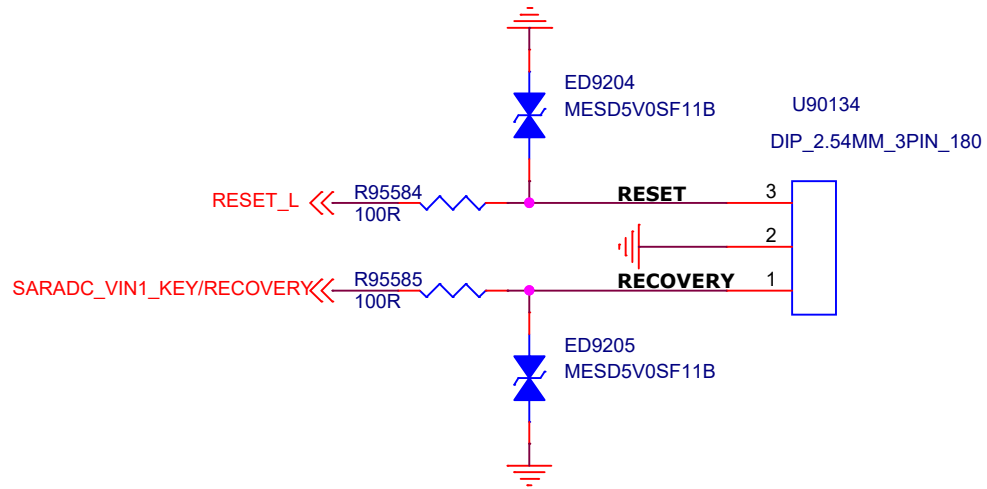 ED9204
MESD5V0SF11B
U90134
DIP_2.54MM_3PIN_180
RESET_L
R95584
100R
RESET
3
2
SARADC_VIN1_KEY/RECOVERY
R95585
100R
RECOVERY
1
ED9205
MESD5V0SF11B